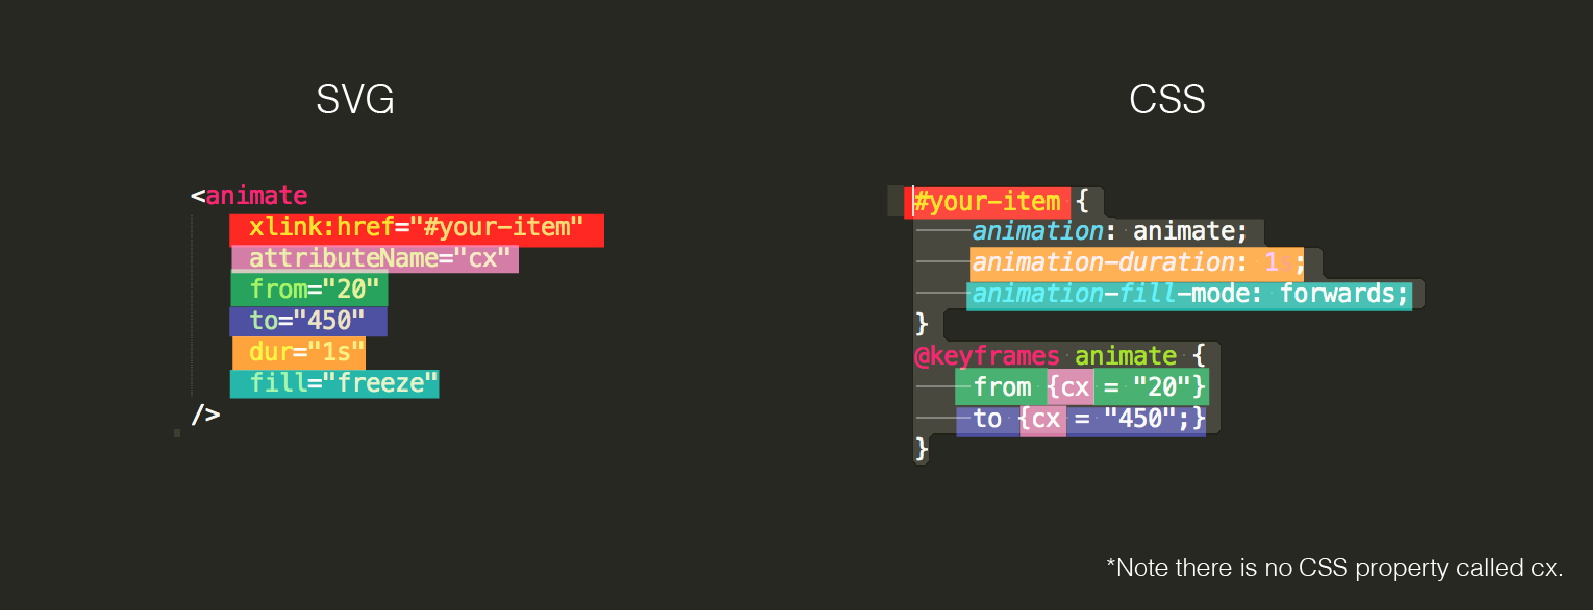 SVG
<animate
xlink:href="#your-item"
attributeName="cx"
from="20"
to="450"
dur="1s"
fill="freeze"
/>
CSS
#your-item {
animation: animate;
animation-duration: 1s;
animation-fill-mode: forwards;
}
@keyframes animate {
from {cx = "20"}
to {cx = "450";}
}
*Note there is no CSS property called cx.